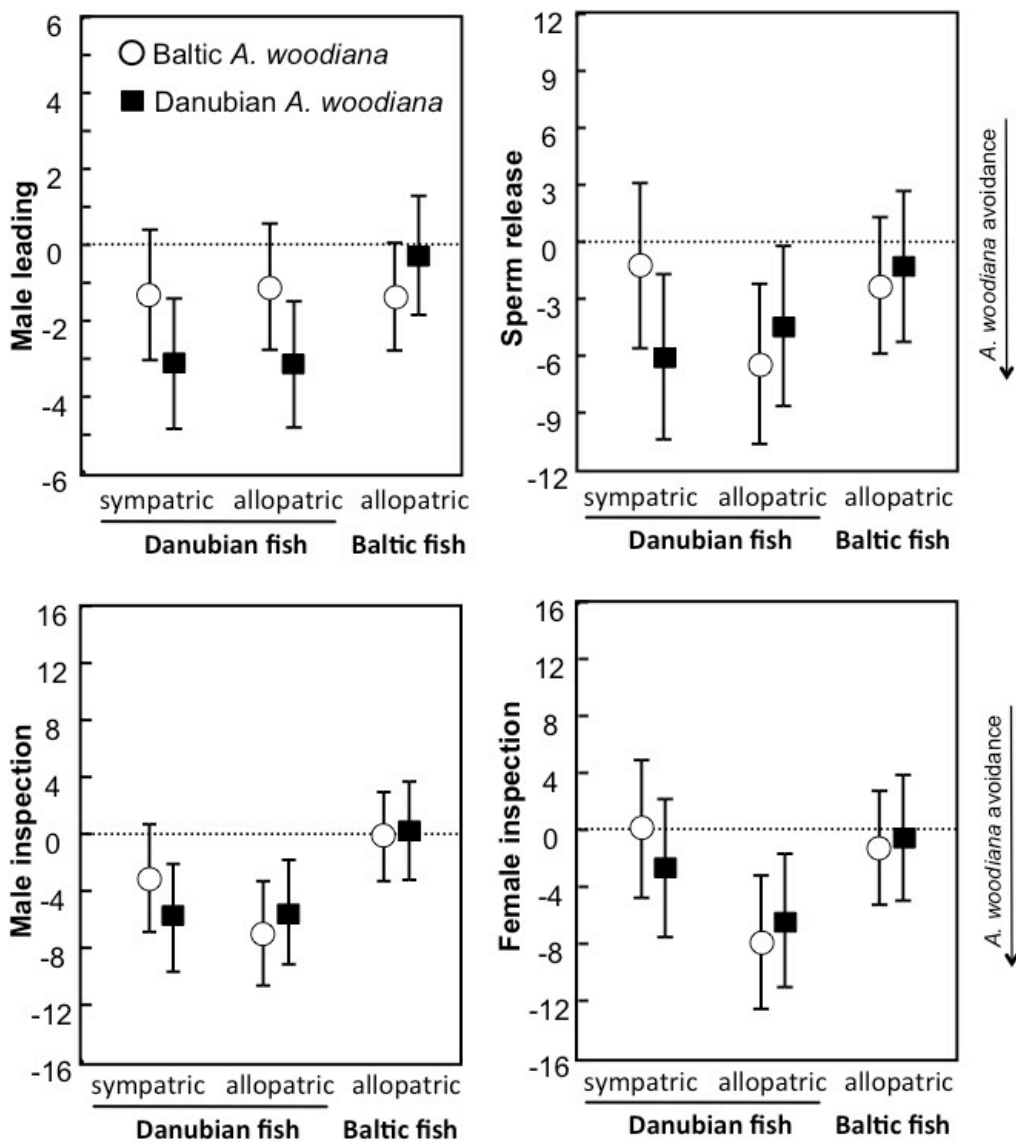 6
4
2
0
-2
-4
-6
Male leading
Baltic A. woodiana
Danubian A. woodiana
sympatric allopatric allopatric
Danubian fish Baltic fish
12
9
6
3
0
-3
-6
-9
-12
Sperm release
A. woodiana avoidance
sympatric allopatric allopatric
Danubian fish Baltic fish
16
12
8
4
0
-4
-8
-12
-16
Male inspection
sympatric allopatric allopatric
Danubian fish Baltic fish
16
12
8
4
0
-4
-8
-12
-16
Female inspection
A. woodiana avoidance
sympatric allopatric allopatric
Danubian fish Baltic fish